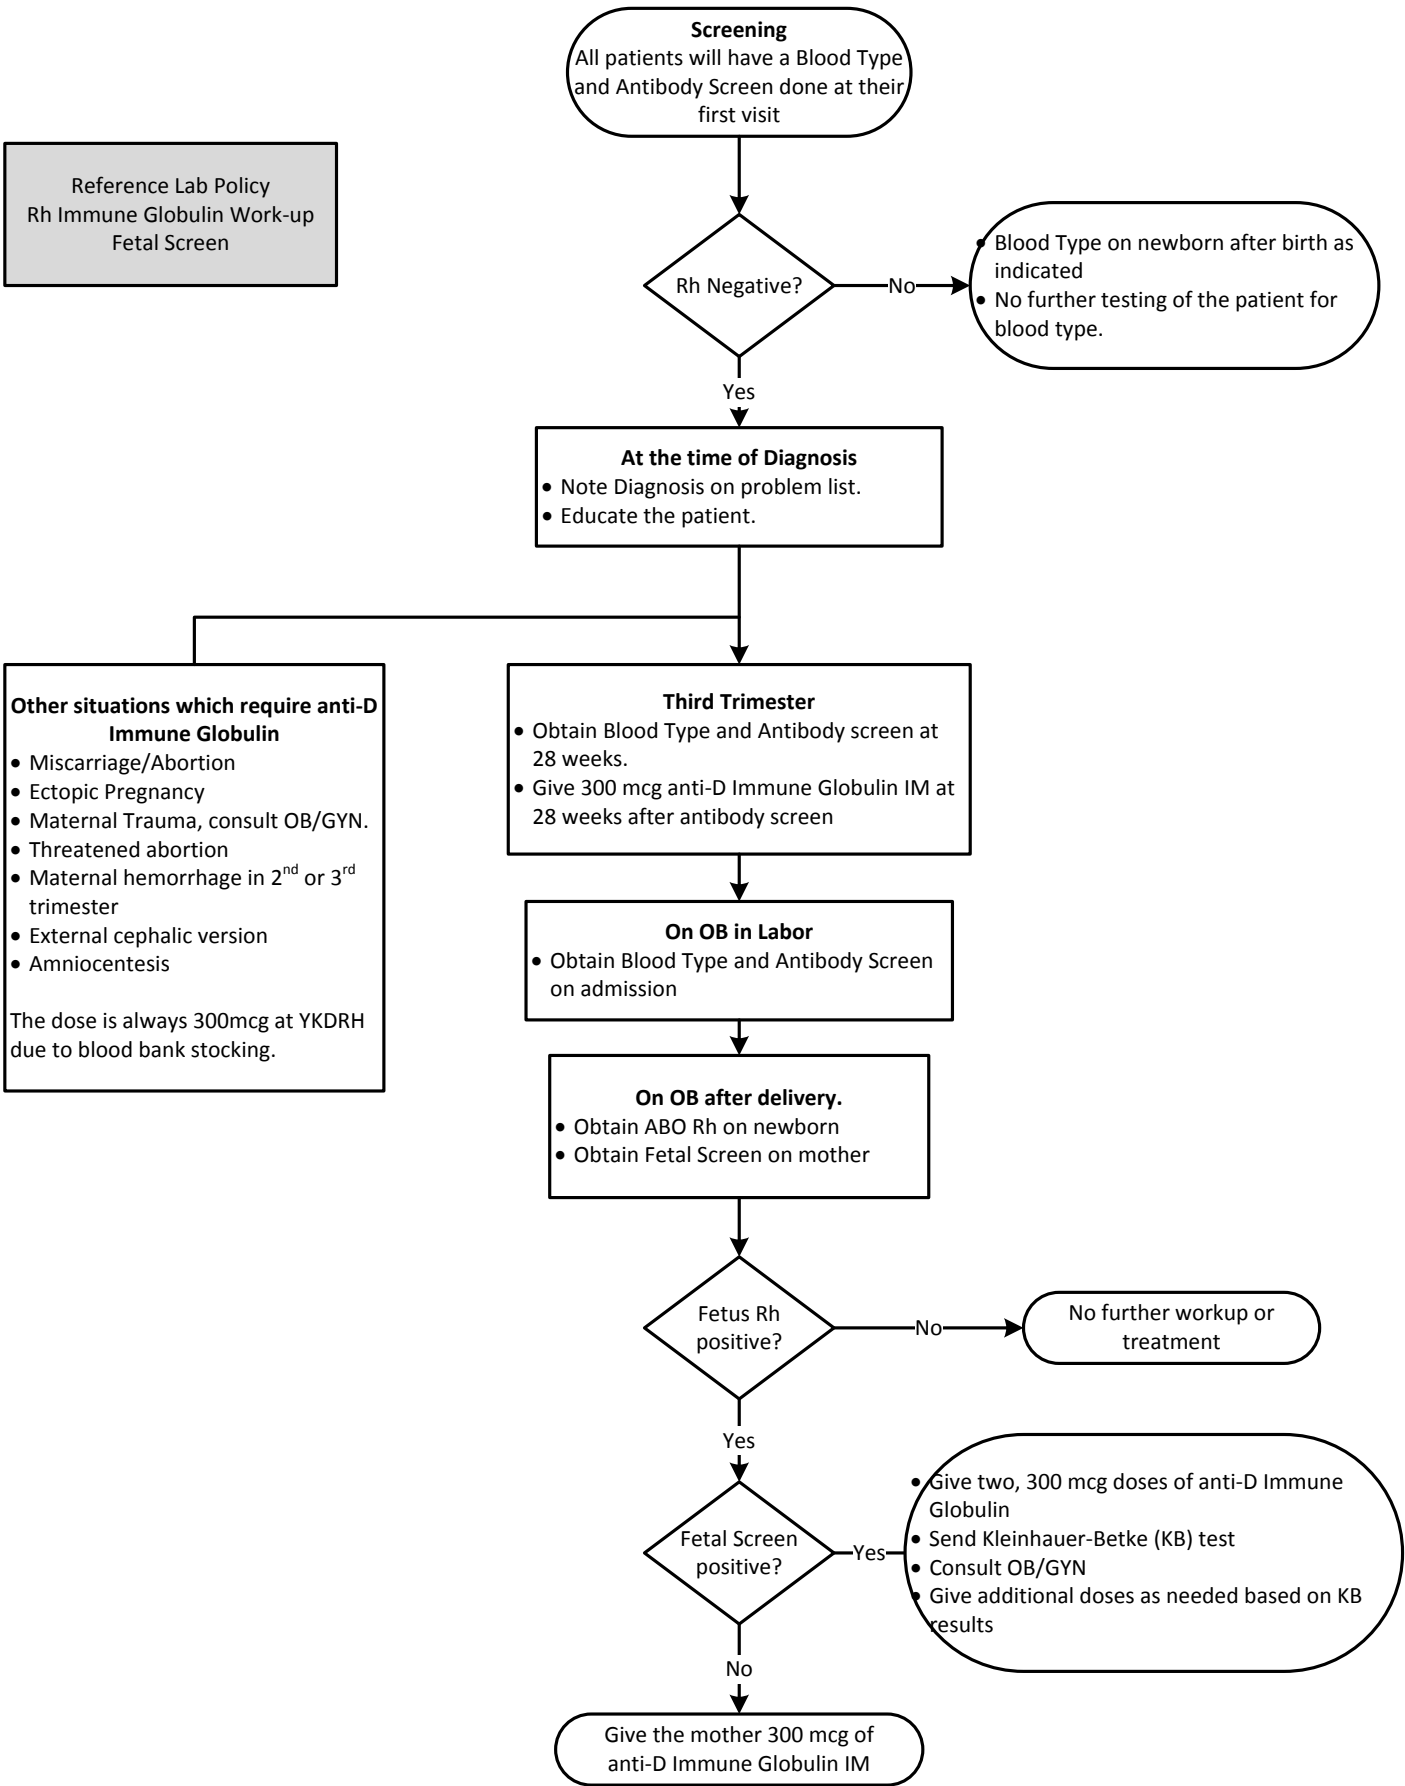 Screening
All patients will have a Blood Type
and Antibody Screen done at their
first visit
Reference Lab Policy
Rh Immune Globulin Work-up
Fetal Screen
Rh Negative?
No
• Blood Type on newborn after birth as
indicated
• No further testing of the patient for
blood type.
Yes
At the time of Diagnosis
• Note Diagnosis on problem list.
• Educate the patient.
Other situations which require anti-D
Immune Globulin
• Miscarriage/Abortion
• Ectopic Pregnancy
• Maternal Trauma, consult OB/GYN.
• Threatened abortion
• Maternal hemorrhage in 2nd or 3rd
trimester
• External cephalic version
• Amniocentesis
The dose is always 300mcg at YKDRH
due to blood bank stocking.
Third Trimester
• Obtain Blood Type and Antibody screen at
28 weeks.
• Give 300 mcg anti-D Immune Globulin IM at
28 weeks after antibody screen
On OB in Labor
• Obtain Blood Type and Antibody Screen
on admission
On OB after delivery.
• Obtain ABO Rh on newborn
• Obtain Fetal Screen on mother
Fetus Rh
positive?
No
No further workup or
treatment
Yes
Fetal Screen
positive?
Yes
• Give two, 300 mcg doses of anti-D Immune
Globulin
• Send Kleinhauer-Betke (KB) test
• Consult OB/GYN
• Give additional doses as needed based on KB
results
No
Give the mother 300 mcg of
anti-D Immune Globulin IM